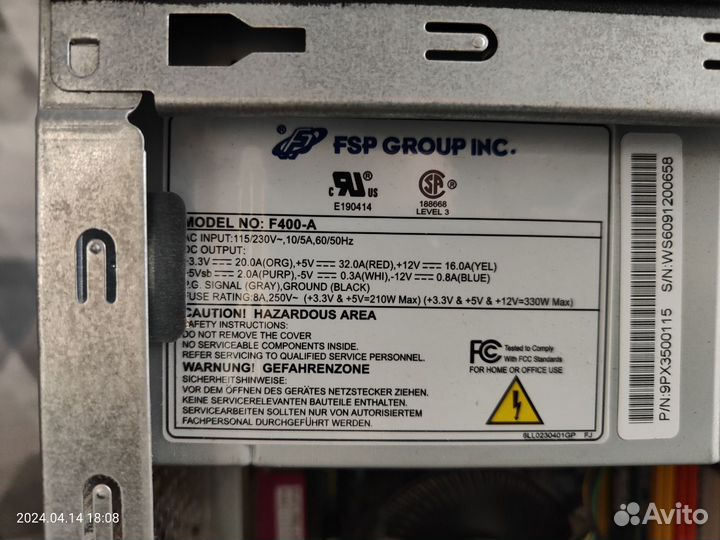 FSP GROUP INC.
c RU ® us
E190414
SA ®
188668
LEVEL 3
MODEL NO: F400-A
AC INPUT:115/230V~,10/5A,60/50Hz
DC OUTPUT:
+3.3V 20.0A(ORG),+5V 32.0A(RED),+12V 16.0A(YEL)
+5Vsb 2.0A(PURP),-5V 0.3A(WHI),-12V 0.8A(BLUE)
P.G. SIGNAL (GRAY),GROUND (BLACK)
FUSE RATING:8A,250V~ (+3.3V & +5V=210W Max) (+3.3V & +5V & +12V=330W Max)
CAUTION! HAZARDOUS AREA
SAFETY INSTRUCTIONS:
DO NOT REMOVE THE COVER
NO SERVICEABLE COMPONENTS INSIDE.
REFER SERVICING TO QUALIFIED SERVICE PERSONNEL.
WARNUNG! GEFAHRENZONE
SICHERHEITSHINWEISE:
VOR DEM ÖFFNEN DES GERÄTES NETZSTECKER ZIEHEN.
KEINE SERVICERELEVANTEN BAUTEILE ENTHALTEN.
SERVICEARBEITEN SOLLTEN NUR VON AUTORISIERTEM
FACHPERSONAL DURCHGEFÜHRT WERDEN.
FC Tested to Comply
With FCC Standards
FOR HOME OR OFFICE USE
6LL0230401GP FJ
P/N:9PX3500115 S/N:WS6091200658
2024.04.14 18:08
Avito